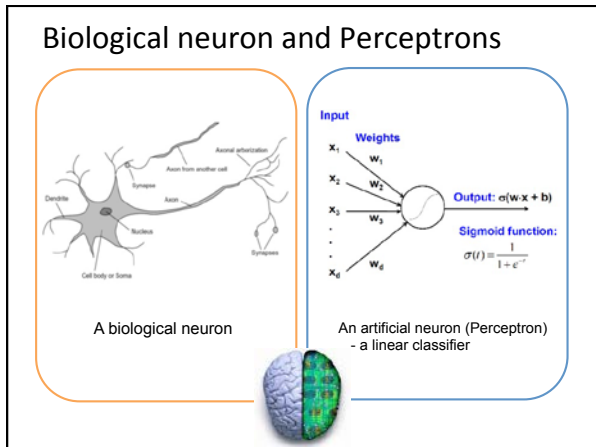 Biological neuron and Perceptrons
Axonal arborization
Axon from another cell
Synapse
Dendrite
Axon
Nucleus
Synapses
Cell body or Soma
A biological neuron
Input
Weights
x₁
w₁
x₂
w₂
x₃
w₃
.
.
.
x_d
w_d
Output: σ(w·x + b)
Sigmoid function:
σ(t) = 1 / (1 + e⁻ᵗ)
An artificial neuron (Perceptron)
- a linear classifier